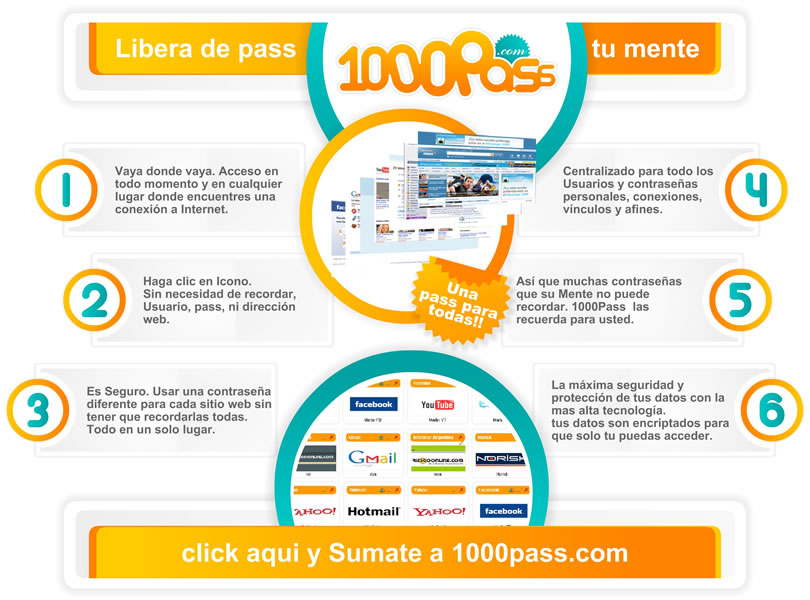 Libera de pass
1000Pass
.com
tu mente
1
Vaya donde vaya. Acceso en
todo momento y en cualquier
lugar donde encuentres una
conexión a Internet.
2
Haga clic en Icono.
Sin necesidad de recordar,
Usuario, pass, ni dirección
web.
3
Es Seguro. Usar una contraseña
diferente para cada sitio web sin
tener que recordarlas todas.
Todo en un solo lugar.
facebook
You Tube
Una
pass para
todas!!
4
Centralizado para todo los
Usuarios y contraseñas
personales, conexiones,
vínculos y afines.
5
Así que muchas contraseñas
que su Mente no puede
recordar. 1000Pass las
recuerda para usted.
6
La máxima seguridad y
protección de tus datos con la
mas alta tecnología.
tus datos son encriptados para
que solo tu puedas acceder.
facebook
YouTube
Gmail
Gmail
NORISK
YAHOO!
Hotmail
Yahoo
YAHOO!
Facebook
facebook
click aqui y Sumate a 1000pass.com